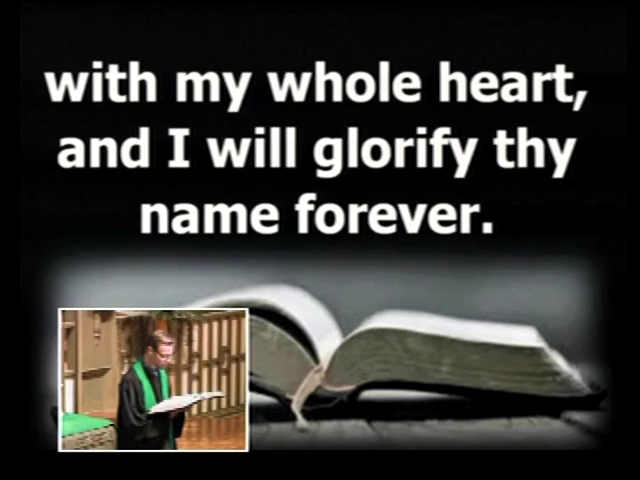 with my whole heart,
and I will glorify thy
name forever.